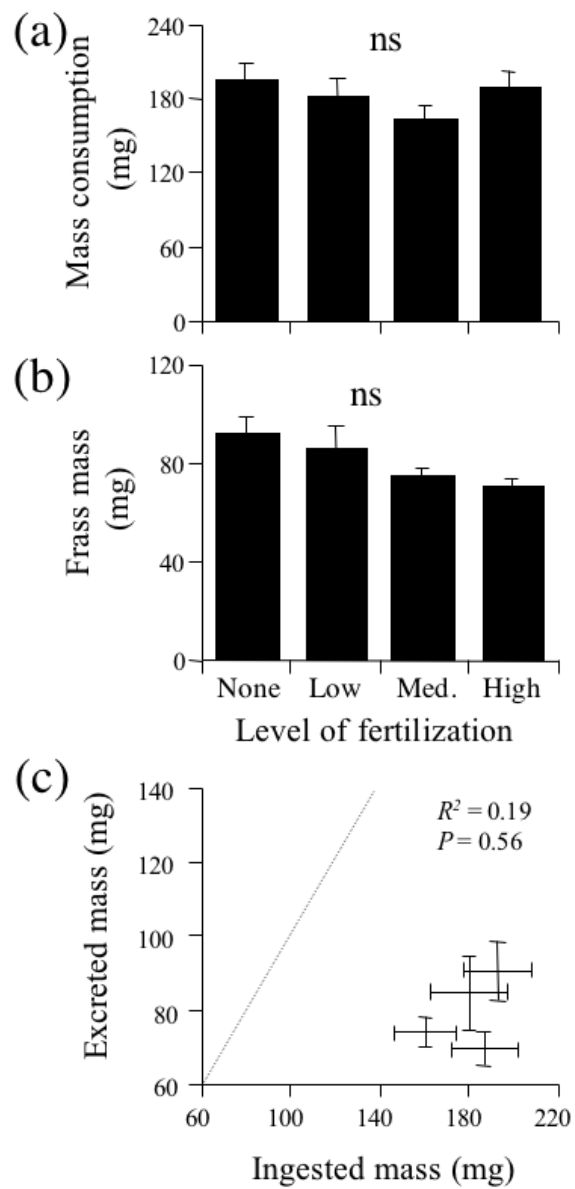 (a)
240
180
120
60
0
Mass consumption
(mg)
ns
(b)
120
80
40
0
Frass mass
(mg)
ns
None Low Med. High
Level of fertilization
(c)
140
120
100
80
60
Excreted mass (mg)
R² = 0.19
P = 0.56
60 100 140 180 220
Ingested mass (mg)